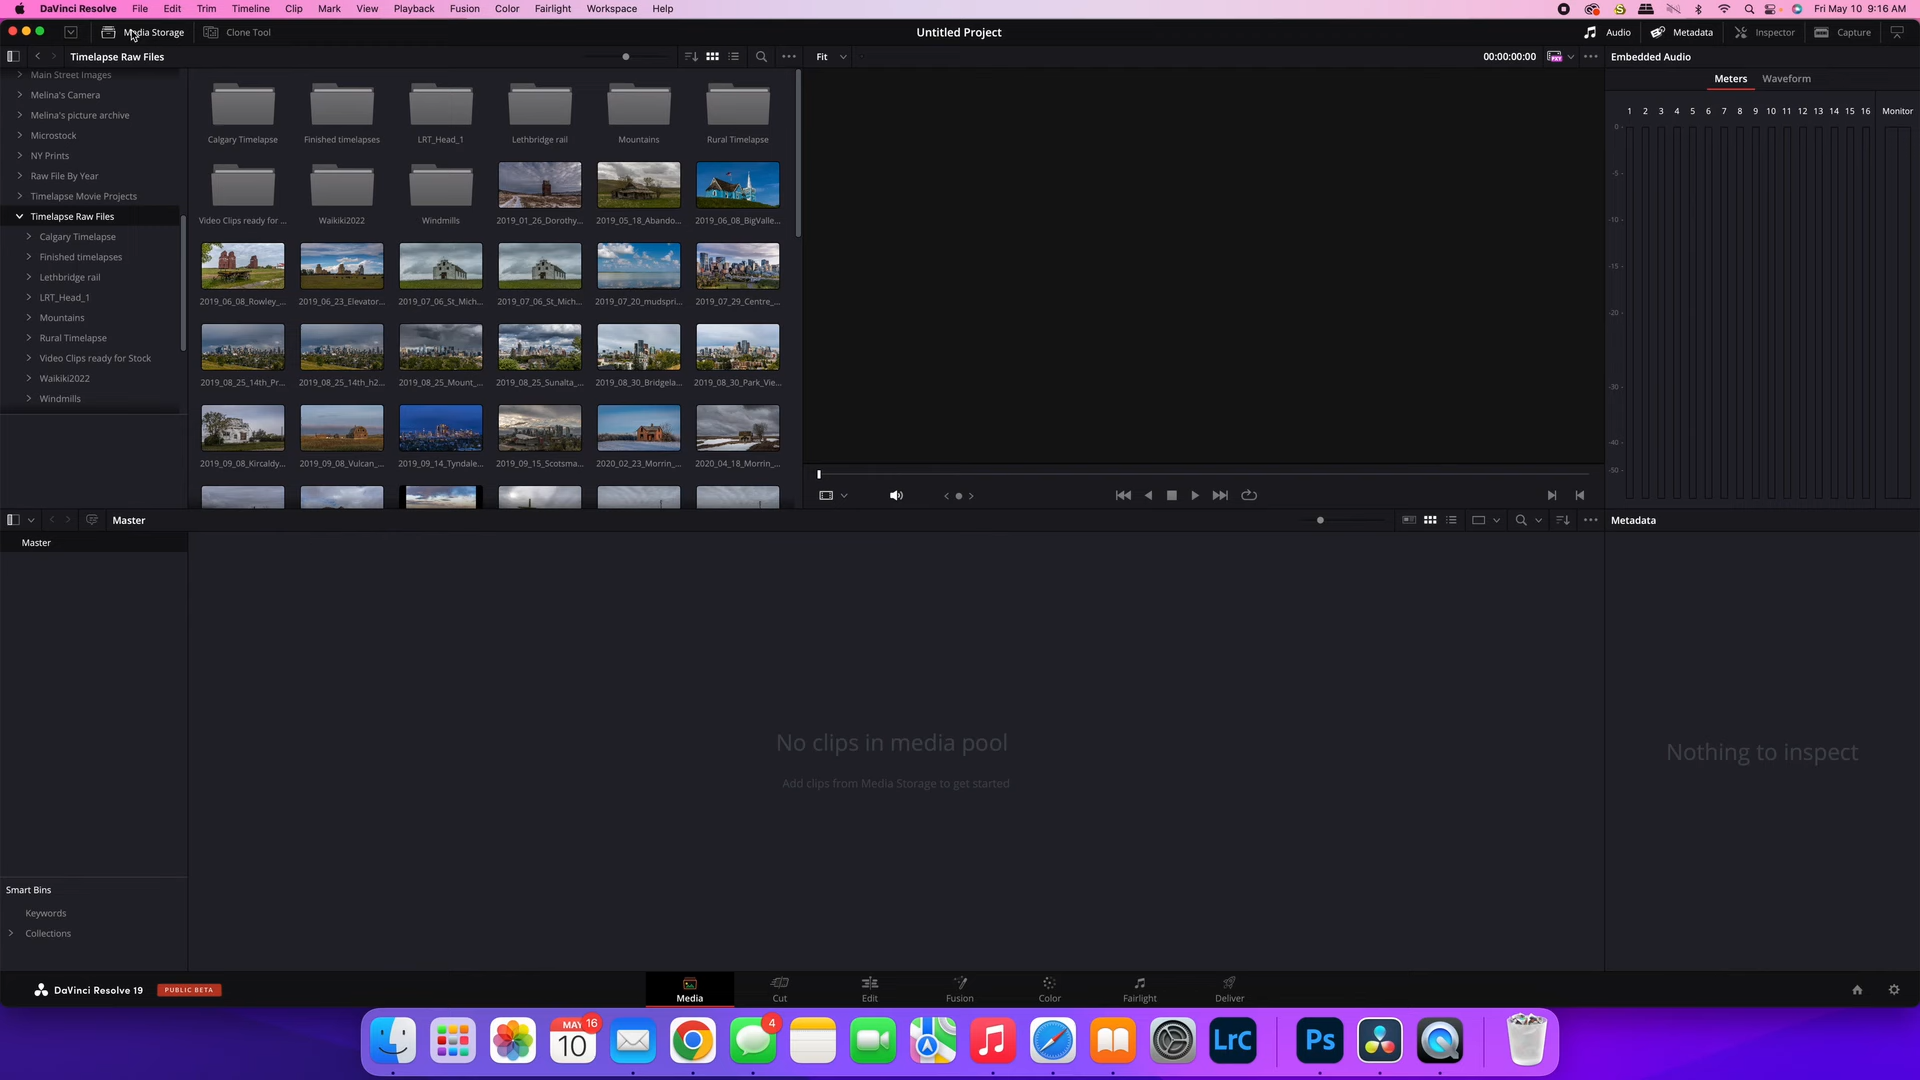 DaVinci Resolve File Edit Trim Timeline Clip Mark View Playback Fusion Color Fairlight Workspace Help Fri May 10 9:16 AM
Media Storage Clone Tool Untitled Project Audio Metadata Inspector Capture
Timelapse Raw Files Fit 00:00:00:00 Embedded Audio
Main Street Images
Melina's Camera
Melina's picture archive
Microstock
NY Prints
Raw File By Year
Timelapse Movie Projects
Timelapse Raw Files
Calgary Timelapse
Finished timelapses
Lethbridge rail
LRT_Head_1
Mountains
Rural Timelapse
Video Clips ready for Stock
Waikiki2022
Windmills
Calgary Timelapse Finished timelapses LRT_Head_1 Lethbridge rail Mountains Rural Timelapse
Video Clips ready for ... Waikiki2022 Windmills 2019_01_26_Dorothy... 2019_05_18_Abando... 2019_06_08_BigValle...
2019_06_08_Rowley_... 2019_06_23_Elevator... 2019_07_06_St_Mich... 2019_07_06_St_Mich... 2019_07_20_mudspri... 2019_07_29_Centre_...
2019_08_25_14th_Pr... 2019_08_25_14th_h2... 2019_08_25_Mount_... 2019_08_25_Sunalta_... 2019_08_30_Bridgela... 2019_08_30_Park_Vie...
2019_09_08_Kircaldy... 2019_09_08_Vulcan_... 2019_09_14_Tyndale... 2019_09_15_Scotsma... 2020_02_23_Morrin_... 2020_04_18_Morrin_...
Meters Waveform
1 2 3 4 5 6 7 8 9 10 11 12 13 14 15 16 Monitor
0
-5
-10
-15
-20
-30
-40
-50
Master Metadata
Master
No clips in media pool
Add clips from Media Storage to get started
Nothing to inspect
Smart Bins
Keywords
Collections
DaVinci Resolve 19 PUBLIC BETA
Media Cut Edit Fusion Color Fairlight Deliver
MAY 16
10
4
LrC
Ps